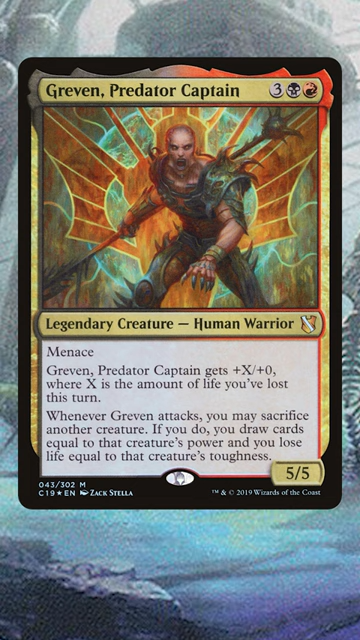 Greven, Predator Captain 3
Legendary Creature — Human Warrior
Menace
Greven, Predator Captain gets +X/+0,
where X is the amount of life you've lost
this turn.
Whenever Greven attacks, you may sacrifice
another creature. If you do, you draw cards
equal to that creature's power and you lose
life equal to that creature's toughness.
5/5
043/302 M
C19★EN Zack Stella
™ & © 2019 Wizards of the Coast